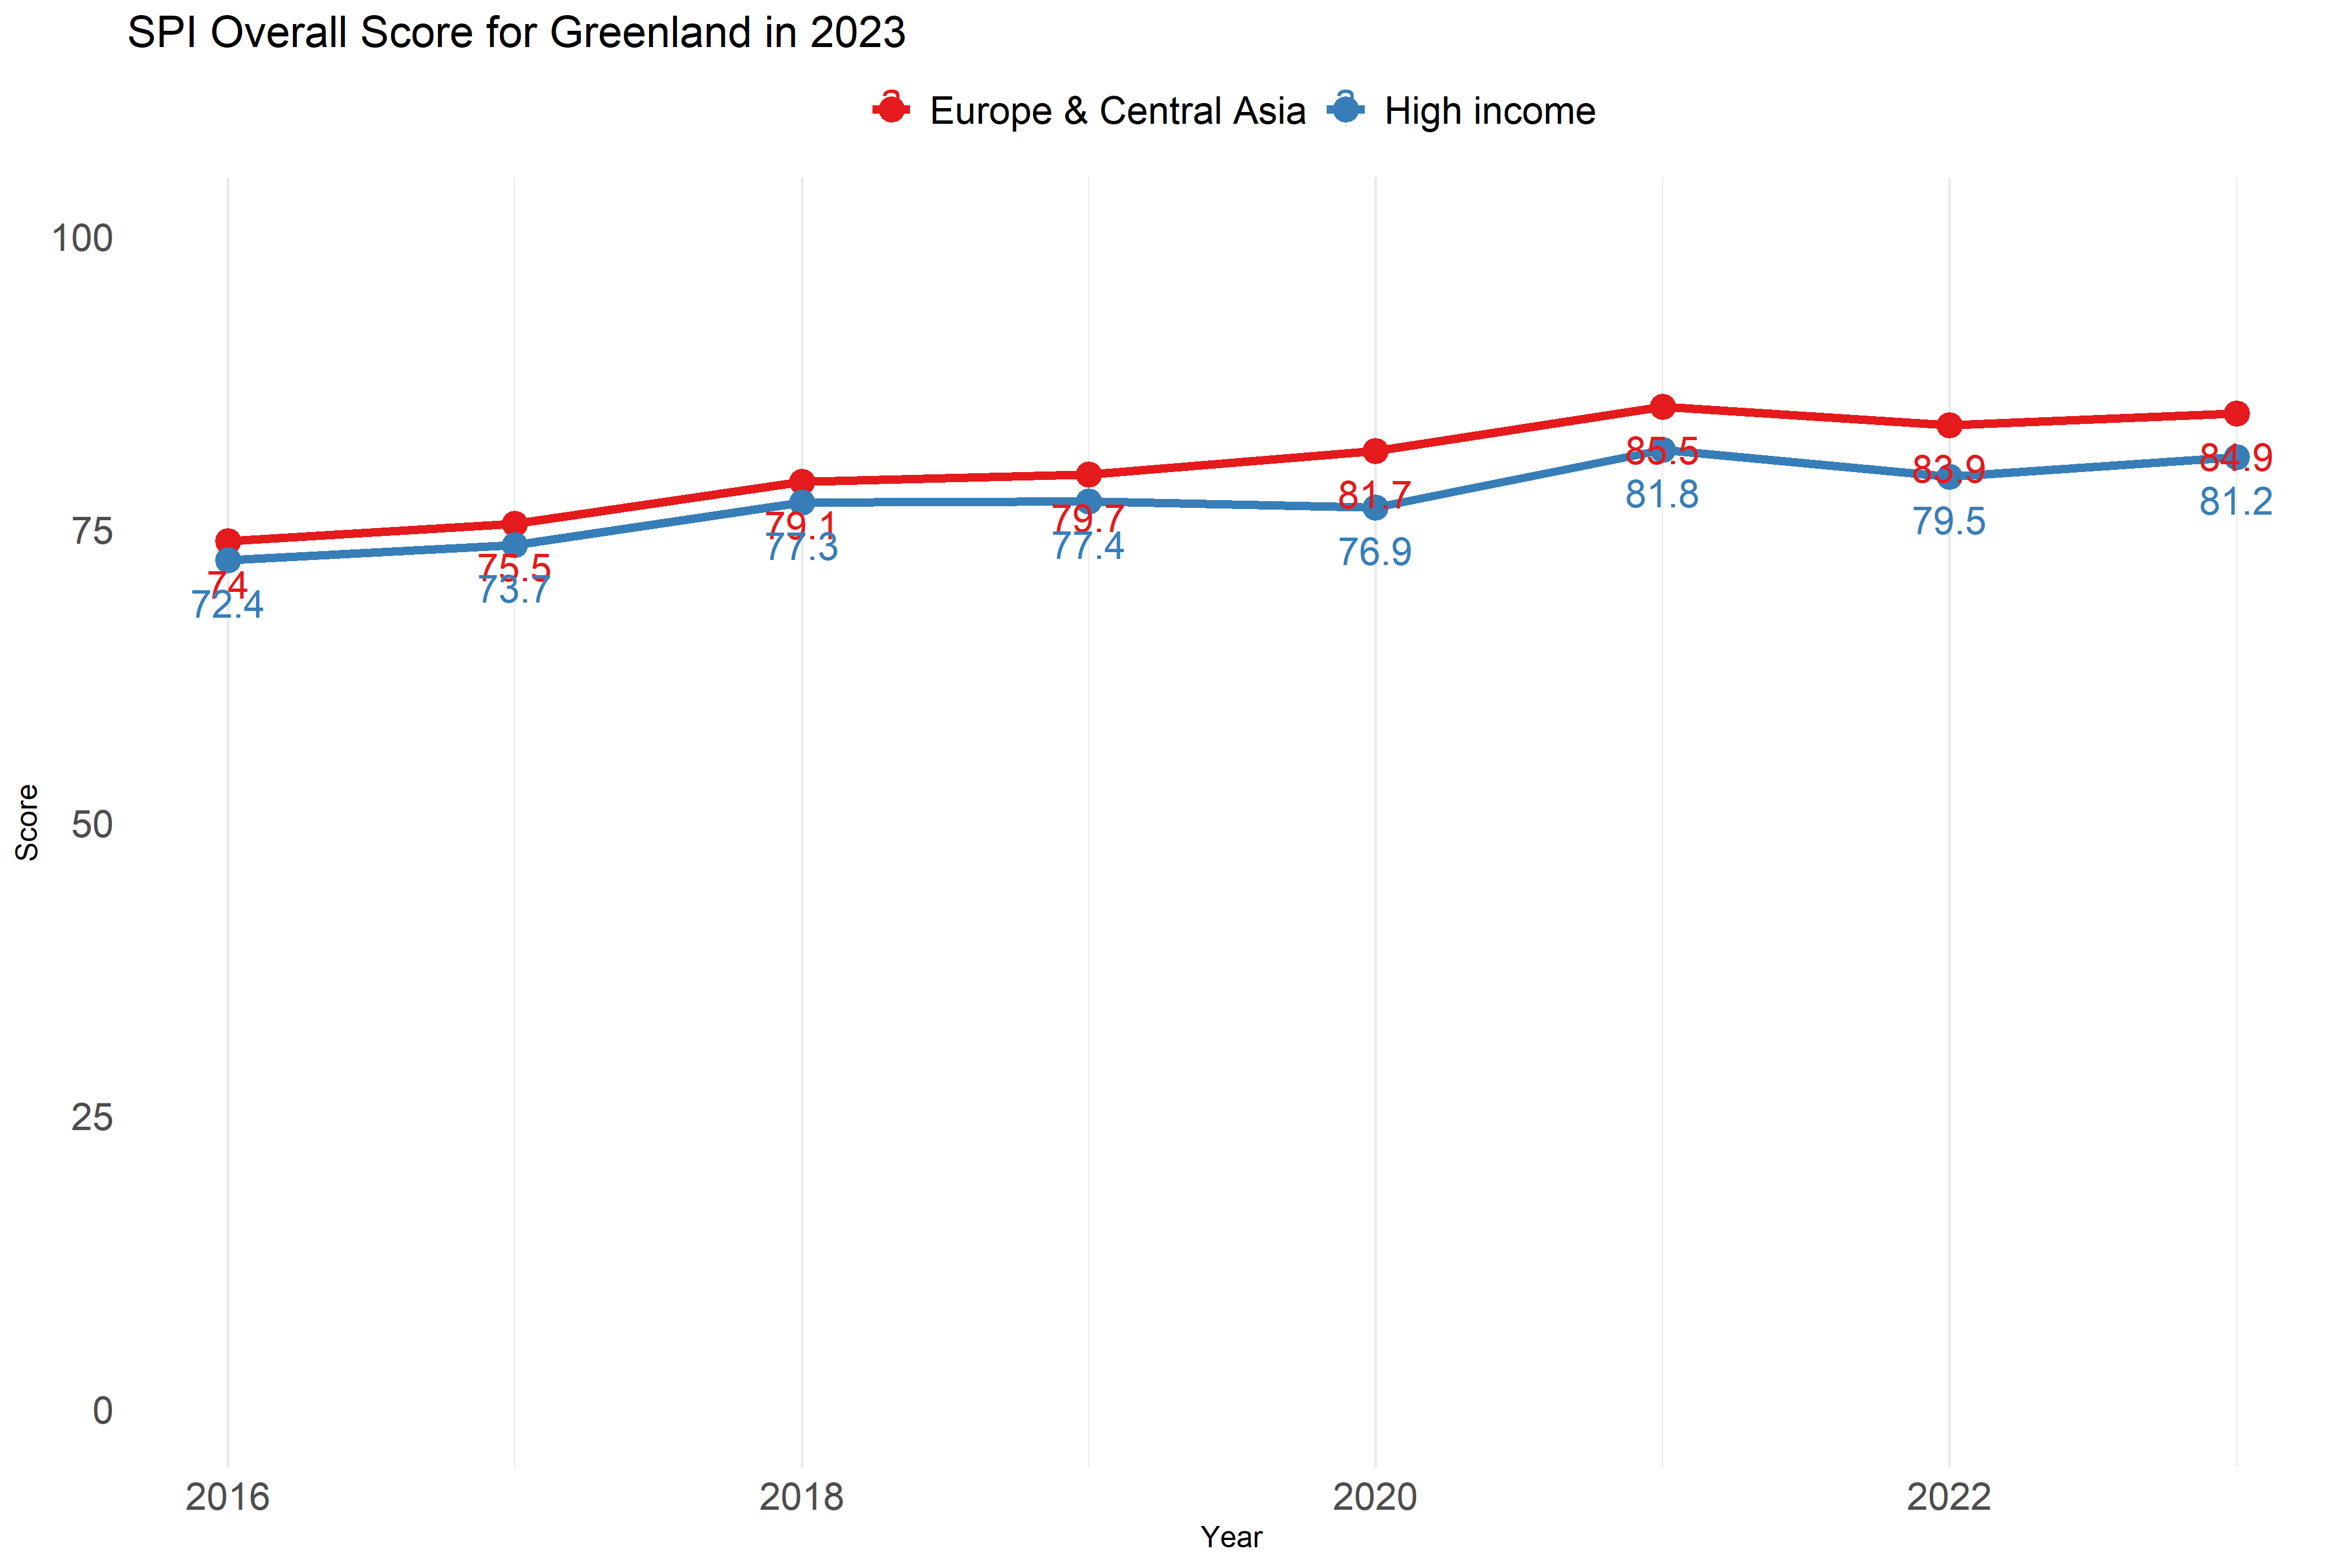 SPI Overall Score for Greenland in 2023
a Europe & Central Asia a High income
100
75
50
25
0
Score
74 75.5 79.1 79.7 81.7 85.5 83.9 84.9
72.4 73.7 77.3 77.4 76.9 81.8 79.5 81.2
2016 2018 2020 2022
Year